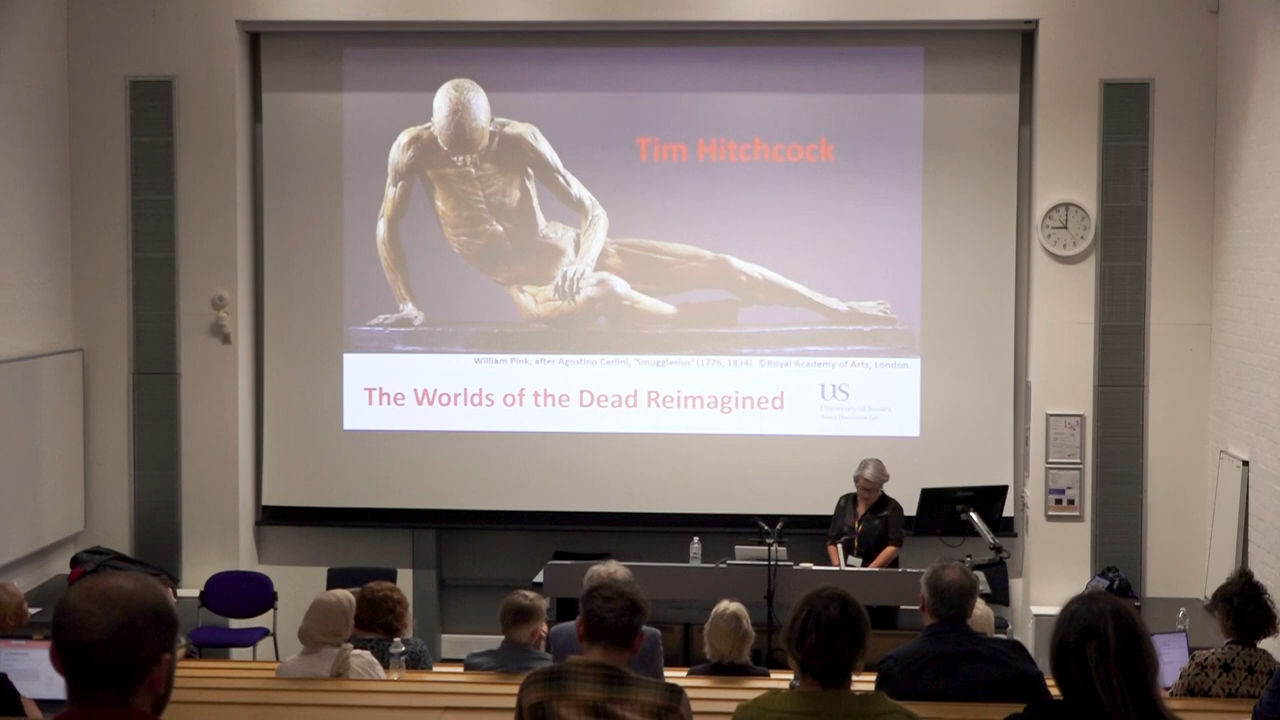 Tim Hitchcock
William Pink, after Agostino Carlini, 'Smugglerius' (1776, 1834). ©Royal Academy of Arts, London.
The Worlds of the Dead Reimagined
US
University of Sussex